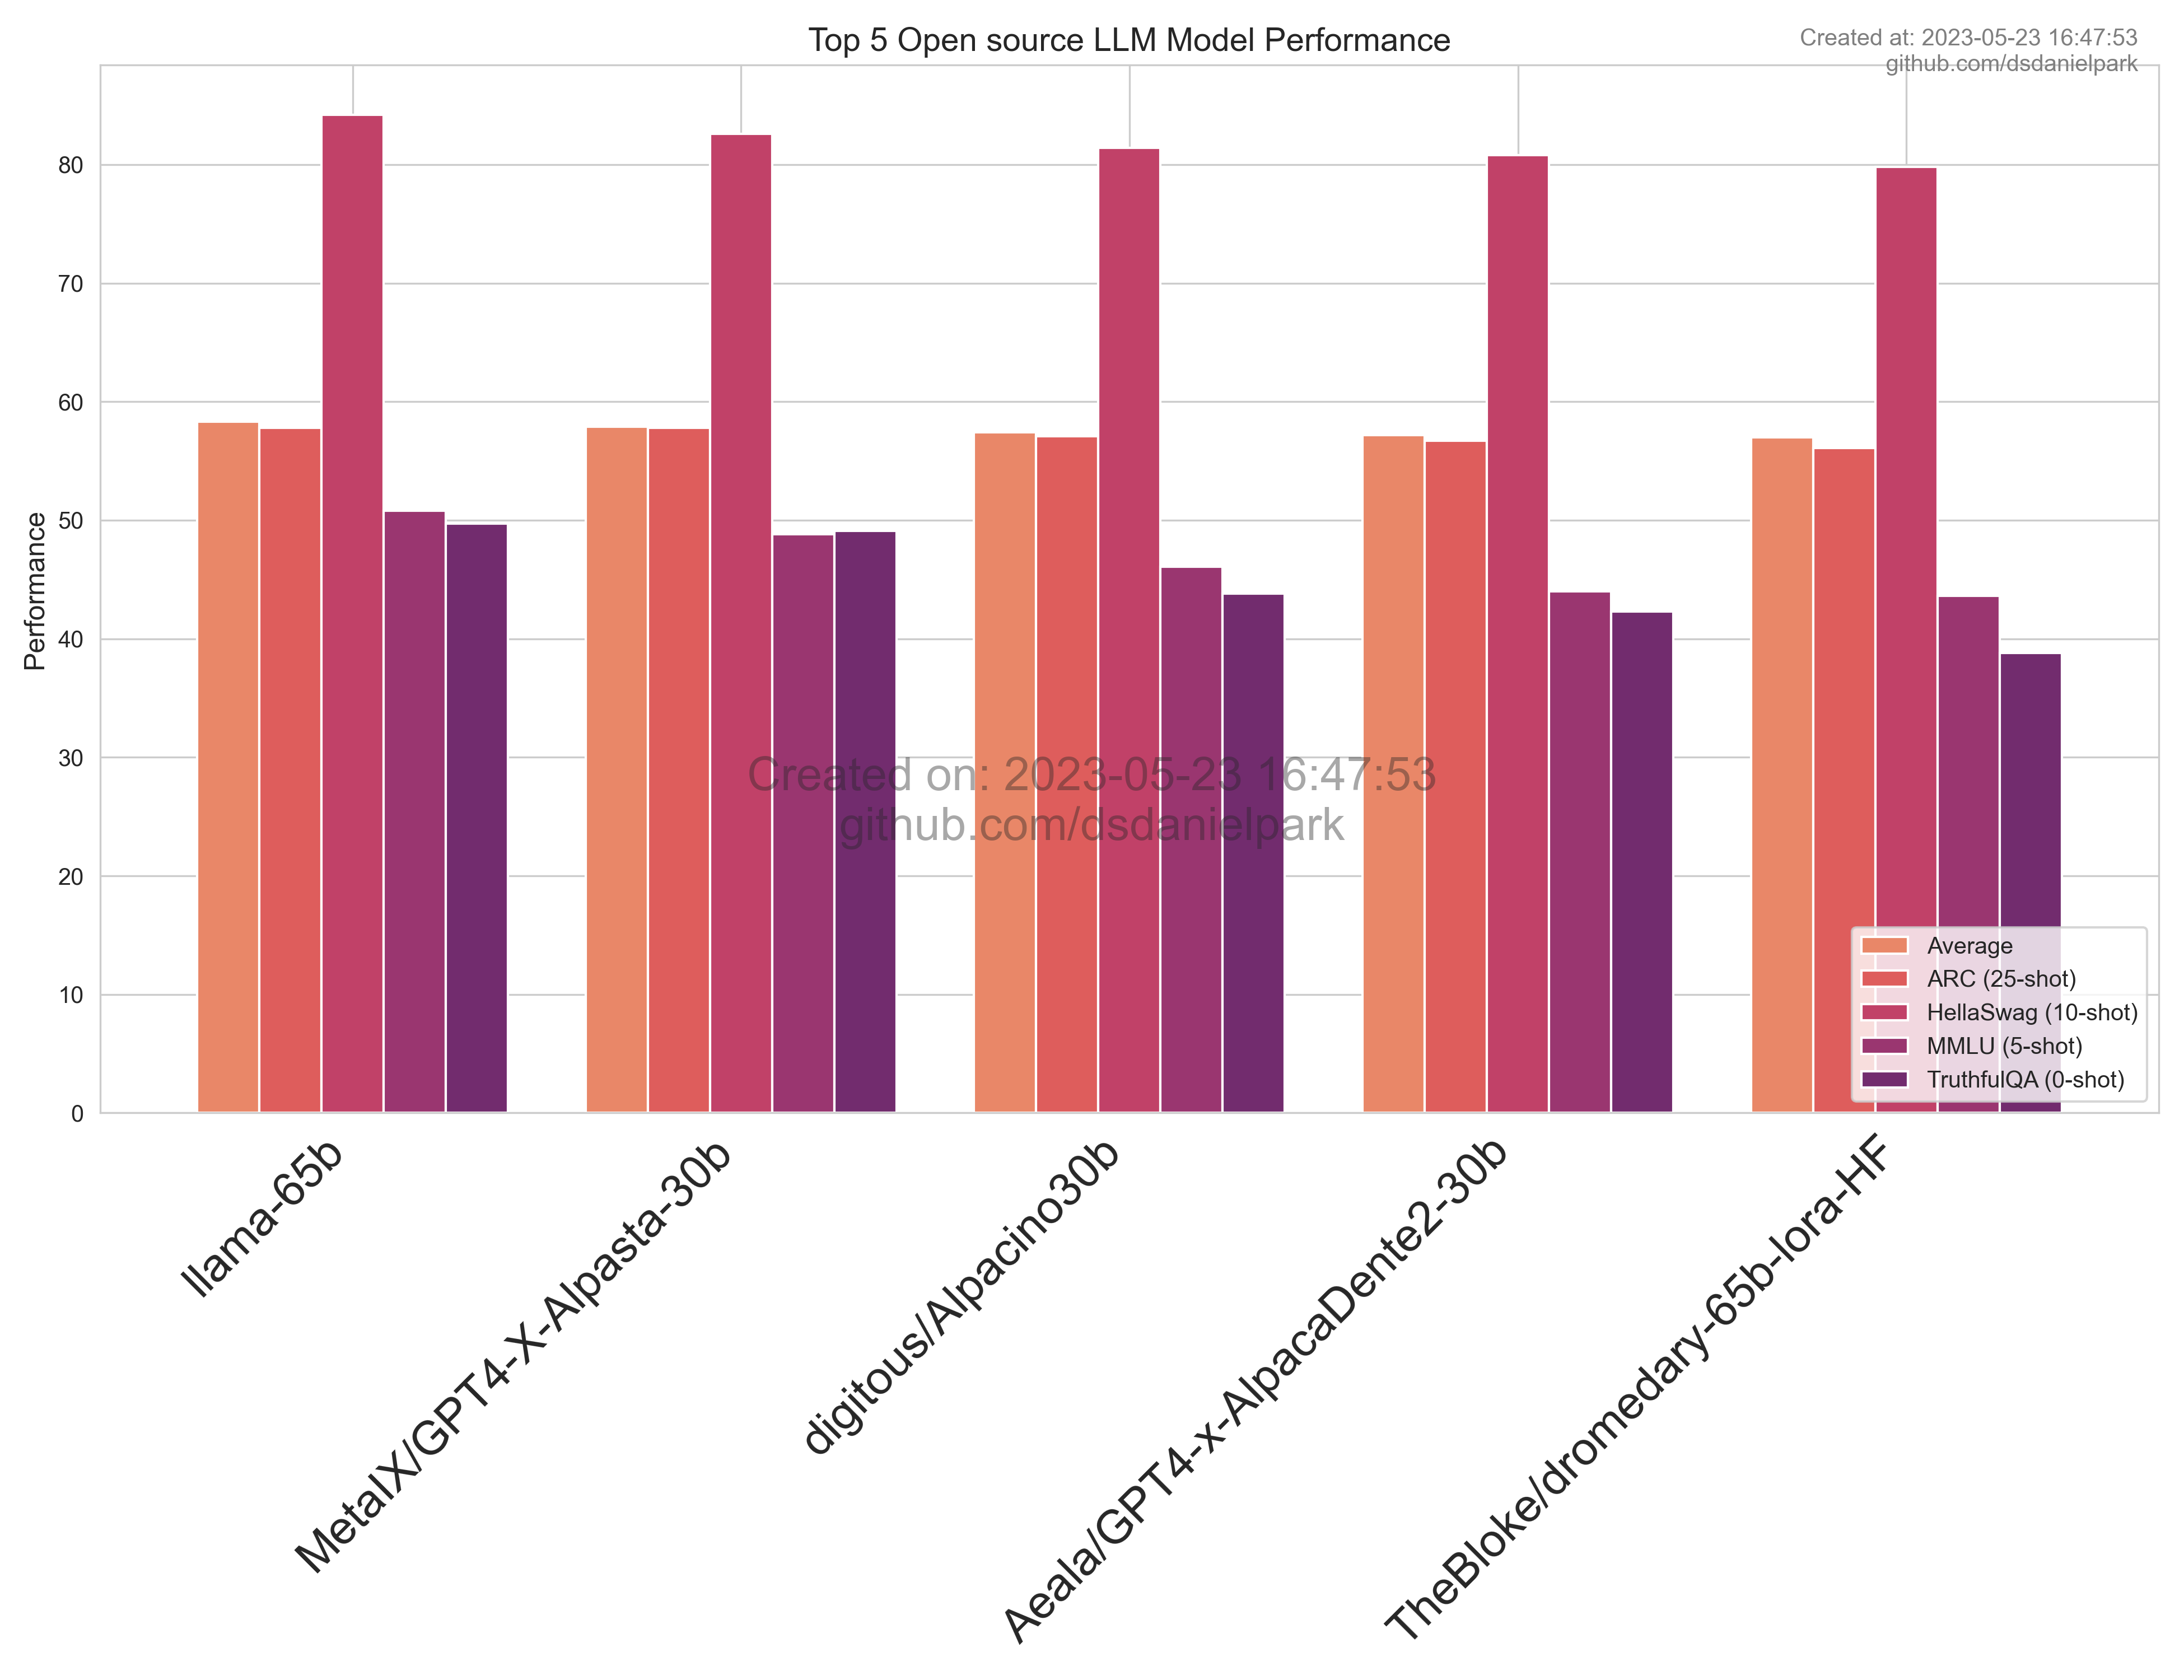 Top 5 Open source LLM Model Performance
Created at: 2023-05-23 16:47:53
github.com/dsdanielpark
Performance
80
70
60
50
40
30
20
10
0
Created on: 2023-05-23 16:47:53
github.com/dsdanielpark
Average
ARC (25-shot)
HellaSwag (10-shot)
MMLU (5-shot)
TruthfulQA (0-shot)
llama-65b
MetaIX/GPT4-X-Alpasta-30b
digitous/Alpacino30b
Aeala/GPT4-x-AlpacaDente2-30b
TheBloke/dromedary-65b-lora-HF